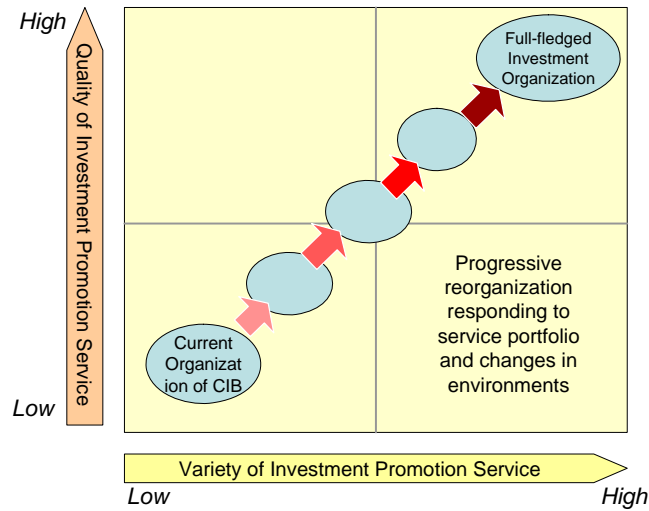 High
Quality of Investment Promotion Service
Low
Full-fledged
Investment
Organization
Current
Organizat
ion of CIB
Progressive
reorganization
responding to
service portfolio
and changes in
environments
Variety of Investment Promotion Service
Low
High